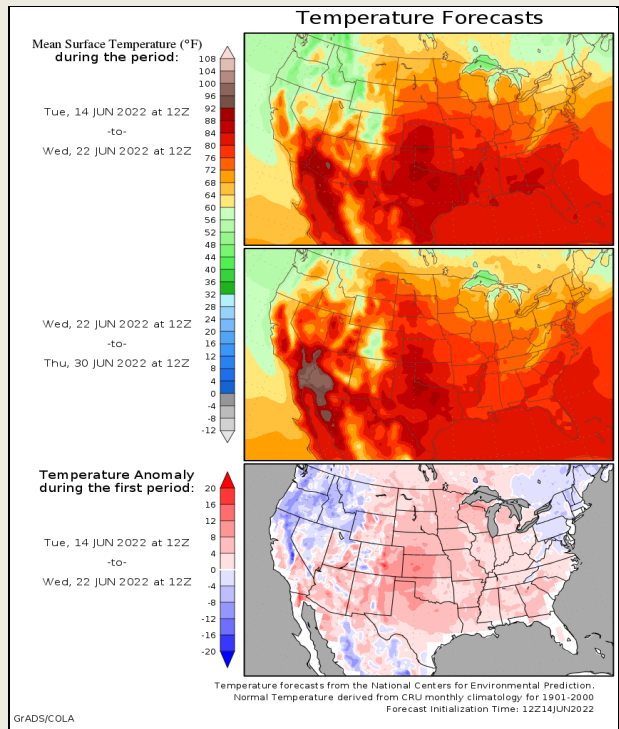 Temperature Forecasts
Mean Surface Temperature (°F)
during the period:
108
104
100
96
92
88
84
80
76
72
68
64
60
56
52
48
44
40
36
32
28
24
20
16
12
8
4
0
-4
-8
-12
Tue, 14 JUN 2022 at 12Z
-to-
Wed, 22 JUN 2022 at 12Z
Wed, 22 JUN 2022 at 12Z
-to-
Thu, 30 JUN 2022 at 12Z
Temperature Anomaly
during the first period:
20
16
12
8
4
0
-4
-8
-12
-16
-20
Tue, 14 JUN 2022 at 12Z
-to-
Wed, 22 JUN 2022 at 12Z
Temperature forecasts from the National Centers for Environmental Prediction.
Normal Temperature derived from CRU monthly climatology for 1901-2000
Forecast Initialization Time: 12Z14JUN2022
GrADS/COLA